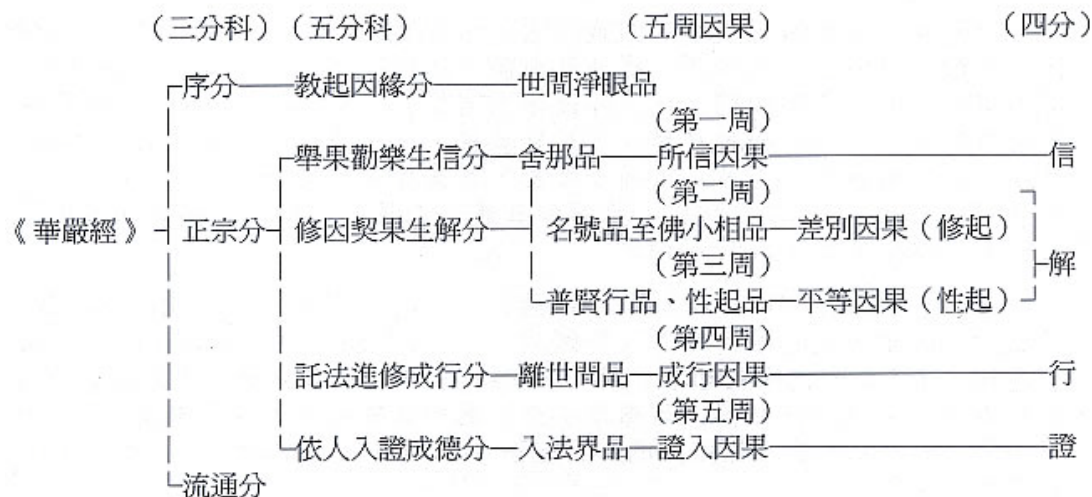 （三分科）（五分科）（五周因果）（四分）
序分 教起因緣分 世間淨眼品
（第一周）
舉果勸樂生信分 舍那品 所信因果 信
（第二周）
《華嚴經》 正宗分 修因契果生解分 名號品至佛小相品 差別因果（修起）
（第三周） 解
普賢行品、性起品 平等因果（性起）
（第四周）
託法進修成行分 離世間品 成行因果 行
（第五周）
依人入證成德分 入法界品 證入因果 證
流通分